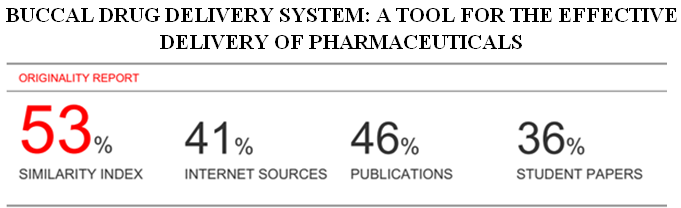 BUCCAL DRUG DELIVERY SYSTEM: A TOOL FOR THE EFFECTIVE
DELIVERY OF PHARMACEUTICALS
ORIGINALITY REPORT
53% 41% 46% 36%
SIMILARITY INDEX INTERNET SOURCES PUBLICATIONS STUDENT PAPERS